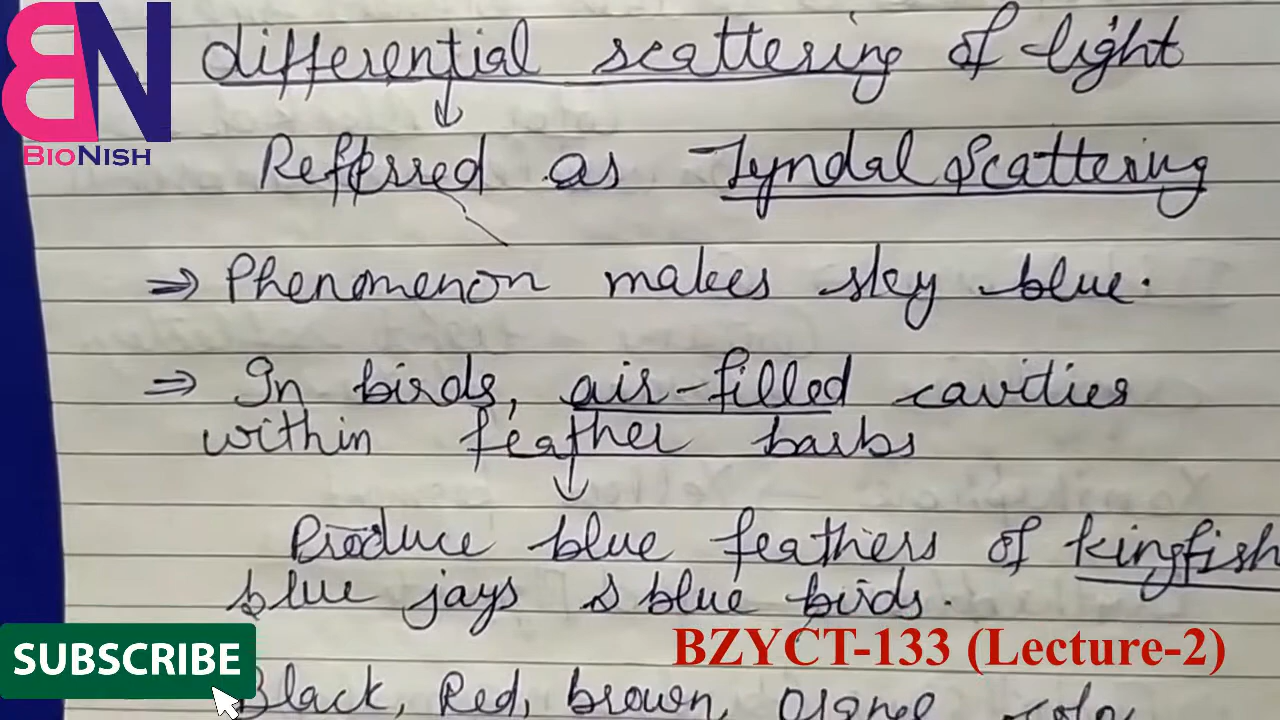 BN
BIONISH
differential scattering of light
Referred as Tyndal Scattering
⇒ Phenomenon makes sky blue.
⇒ In birds, air-filled cavities
within feather barbs
Produce blue feathers of kingfish
blue jays & blue birds.
BZYCT-133 (Lecture-2)
SUBSCRIBE
Black, Red, brown,